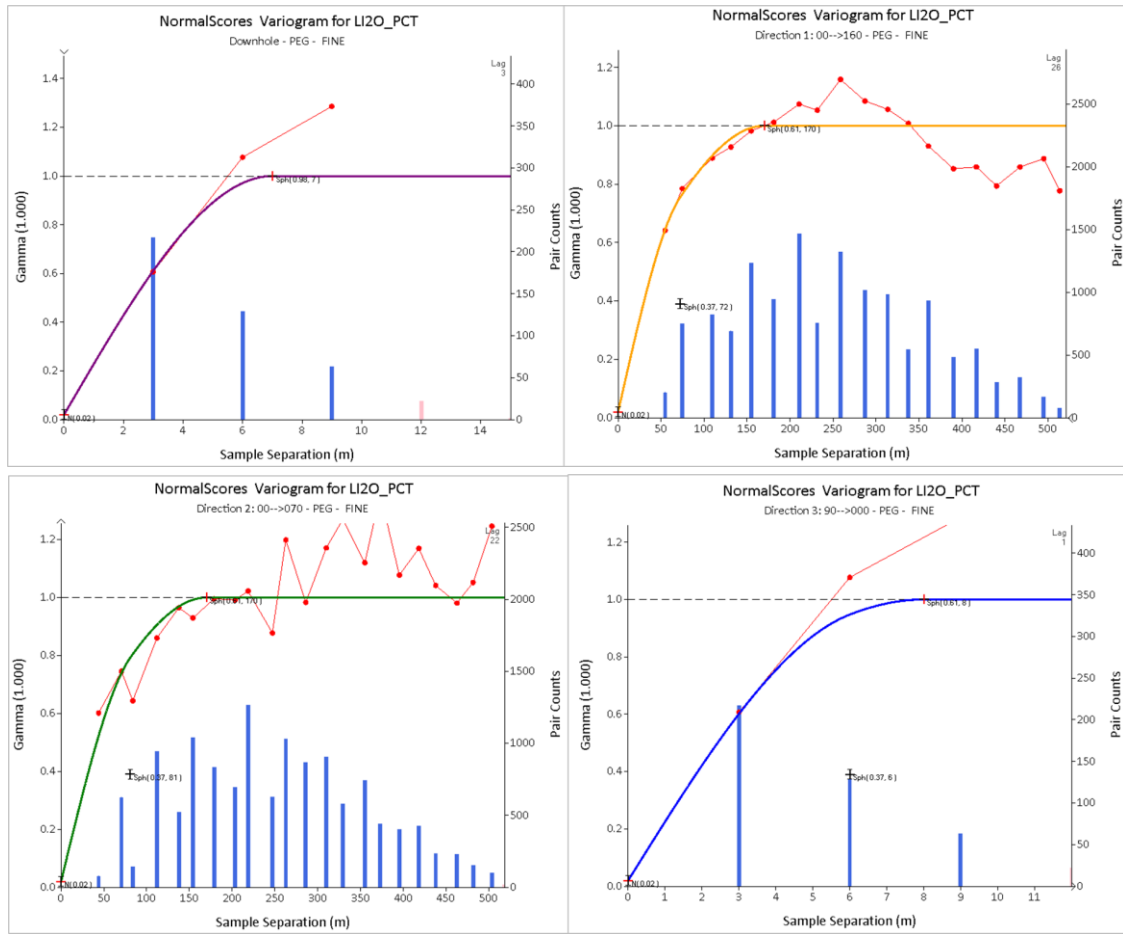 NormalScores Variogram for LI2O_PCT
Downhole - PEG - FINE
Lag
3
Gamma (1.000)
1.4
1.2
1.0
0.8
0.6
0.4
0.2
0.0
Sph( 0.98, 7 )
N( 0.02 )
400
350
300
250
200
150
100
50
0
Pair Counts
0 2 4 6 8 10 12 14
Sample Separation (m)
NormalScores Variogram for LI2O_PCT
Direction 1: 00-->160 - PEG - FINE
Lag
26
Gamma (1.000)
1.2
1.0
0.8
0.6
0.4
0.2
0.0
Sph( 0.61, 170 )
Sph( 0.37, 72 )
N( 0.02 )
2500
2000
1500
1000
500
0
Pair Counts
0 50 100 150 200 250 300 350 400 450 500
Sample Separation (m)
NormalScores Variogram for LI2O_PCT
Direction 2: 00-->070 - PEG - FINE
Lag
22
Gamma (1.000)
1.2
1.0
0.8
0.6
0.4
0.2
0.0
Sph( 0.61, 170 )
Sph( 0.37, 81 )
N( 0.02 )
2500
2000
1500
1000
500
0
Pair Counts
0 50 100 150 200 250 300 350 400 450 500
Sample Separation (m)
NormalScores Variogram for LI2O_PCT
Direction 3: 90-->000 - PEG - FINE
Lag
1
Gamma (1.000)
1.2
1.0
0.8
0.6
0.4
0.2
0.0
Sph( 0.61, 8 )
Sph( 0.37, 6 )
N( 0.02 )
400
350
300
250
200
150
100
50
0
Pair Counts
0 1 2 3 4 5 6 7 8 9 10 11
Sample Separation (m)